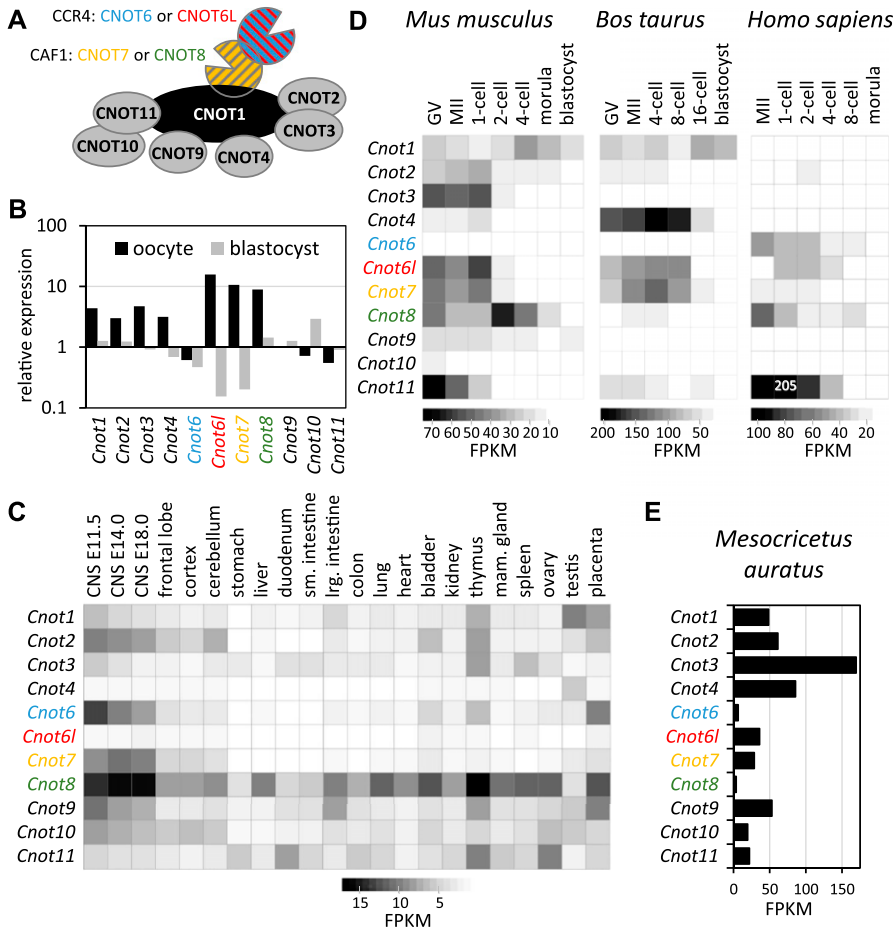 A
CCR4: CNOT6 or CNOT6L
CAF1: CNOT7 or CNOT8
CNOT1
CNOT2
CNOT3
CNOT4
CNOT9
CNOT10
CNOT11
B
relative expression
100
10
1
0.1
oocyte
blastocyst
Cnot1
Cnot2
Cnot3
Cnot4
Cnot6
Cnot6l
Cnot7
Cnot8
Cnot9
Cnot10
Cnot11
C
CNS E11.5
CNS E14.0
CNS E18.0
frontal lobe
cortex
cerebellum
stomach
liver
duodenum
sm. intestine
lrg. intestine
colon
lung
heart
bladder
kidney
thymus
mam. gland
spleen
ovary
testis
placenta
Cnot1
Cnot2
Cnot3
Cnot4
Cnot6
Cnot6l
Cnot7
Cnot8
Cnot9
Cnot10
Cnot11
15 10 5
FPKM
D
Mus musculus
GV
MII
1-cell
2-cell
4-cell
morula
blastocyst
Bos taurus
GV
MII
4-cell
8-cell
16-cell
blastocyst
Homo sapiens
MII
1-cell
2-cell
4-cell
8-cell
morula
Cnot1
Cnot2
Cnot3
Cnot4
Cnot6
Cnot6l
Cnot7
Cnot8
Cnot9
Cnot10
Cnot11
205
70 60 50 40 30 20 10
FPKM
200 150 100 50
FPKM
100 80 60 40 20
FPKM
E
Mesocricetus
auratus
Cnot1
Cnot2
Cnot3
Cnot4
Cnot6
Cnot6l
Cnot7
Cnot8
Cnot9
Cnot10
Cnot11
0 50 100 150
FPKM